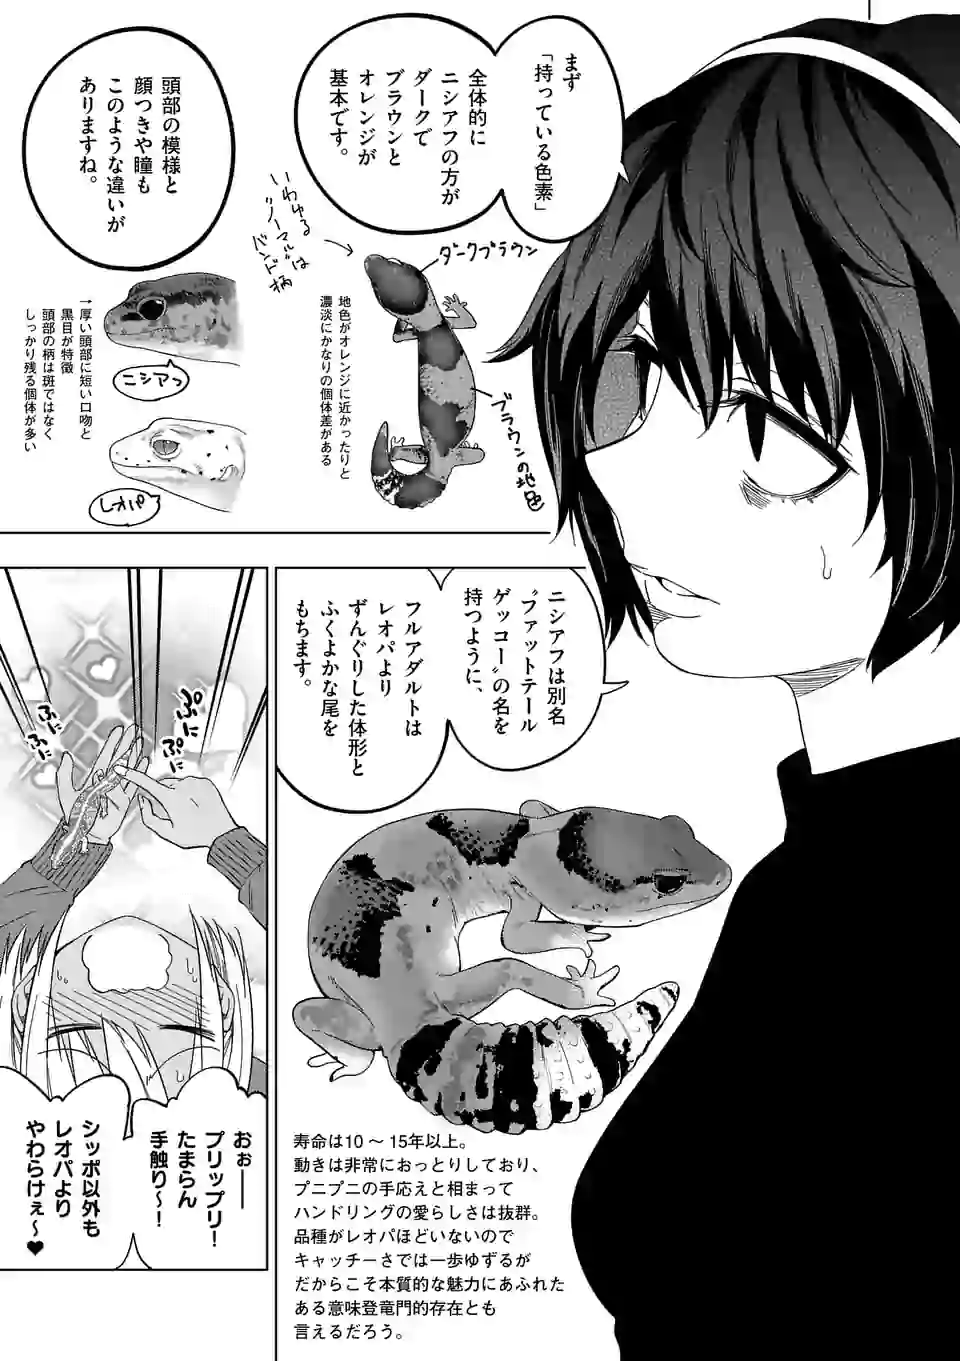 まず
「持っている色素」
全体的に
ニシアフの方が
ダークで
ブラウンと
オレンジが
基本です。
いわゆる
"ノーマル"は
バンド柄
ダークブラウン
ブラウンの地色
地色がオレンジに近かったりと
濃淡にかなりの個体差がある
頭部の模様と
顔つきや瞳も
このような違いが
ありますね。
ニシアフ
レオパ
→厚い頭部に短い口吻と
黒目が特徴
頭部の柄は斑ではなく
しっかり残る個体が多い
ニシアフは別名
〝ファットテール
ゲッコー〟の名を
持つように、
フルアダルトは
レオパより
ずんぐりした体形と
ふくよかな尾を
もちます。
寿命は10 ~ 15年以上。
動きは非常におっとりしており、
プニプニの手応えと相まって
ハンドリングの愛らしさは抜群。
品種がレオパほどいないので
キャッチーさでは一歩ゆずるが
だからこそ本質的な魅力にあふれた
ある意味登竜門的存在とも
言えるだろう。
ぷに
ぷに
ぷに
ぷに
おぉ――
プリップリ!
たまらん
手触り~!
シッポ以外も
レオパより
やわらけぇ~♥